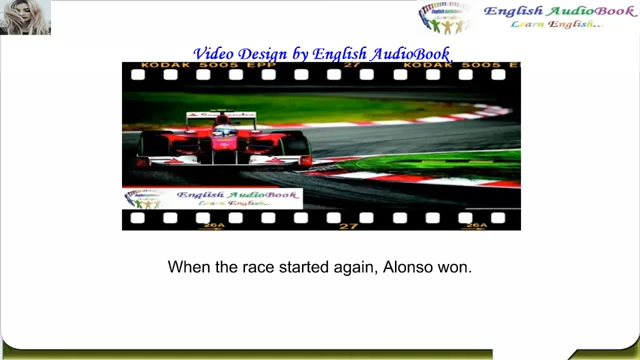 English AudioBook
Learn English...
Video Design by English AudioBook
KODAK 5005 EPP 27 KODAK 5005 E
Santander
English AudioBook
Learn English...
26A 27 26A
When the race started again, Alonso won.